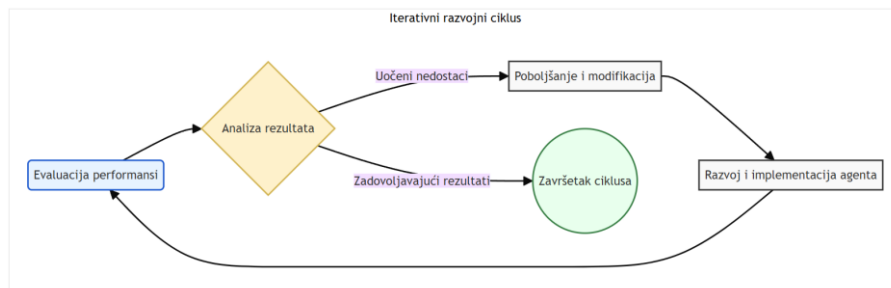 Iterativni razvojni ciklus
Uočeni nedostaci
Poboljšanje i modifikacija
Analiza rezultata
Evaluacija performansi
Zadovoljavajući rezultati
Završetak ciklusa
Razvoj i implementacija agenta